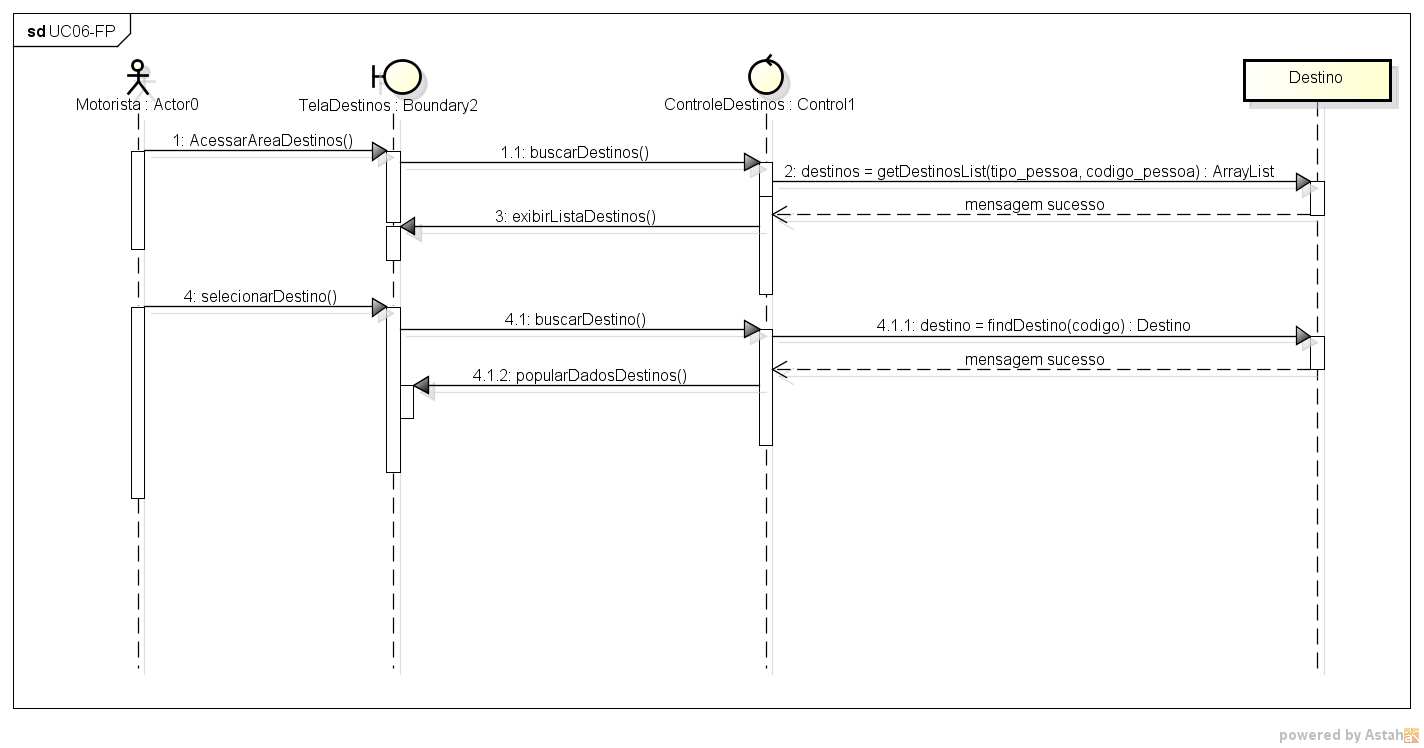 sd UC06-FP
Motorista : Actor0
TelaDestinos : Boundary2
ControleDestinos : Control1
Destino
1: AcessarAreaDestinos()
1.1: buscarDestinos()
2: destinos = getDestinosList(tipo_pessoa, codigo_pessoa) : ArrayList
mensagem sucesso
3: exibirListaDestinos()
4: selecionarDestino()
4.1: buscarDestino()
4.1.1: destino = findDestino(codigo) : Destino
mensagem sucesso
4.1.2: popularDadosDestinos()
powered by Astah